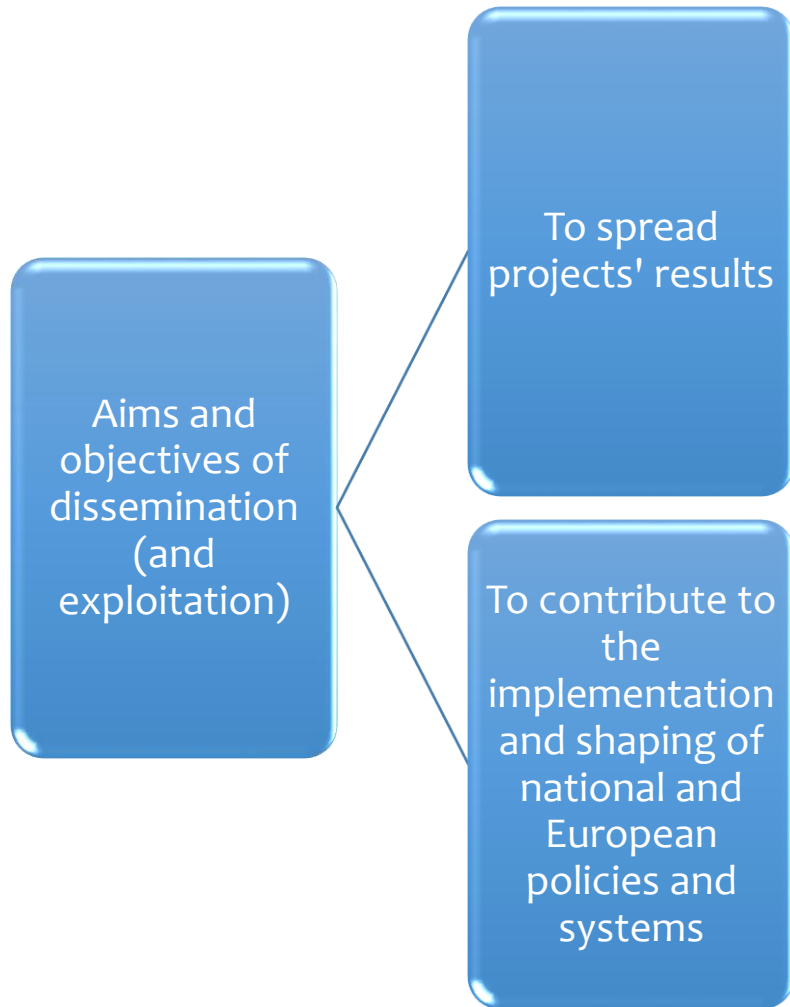 Aims and
objectives of
dissemination
(and
exploitation)
To spread
projects' results
To contribute to
the
implementation
and shaping of
national and
European
policies and
systems